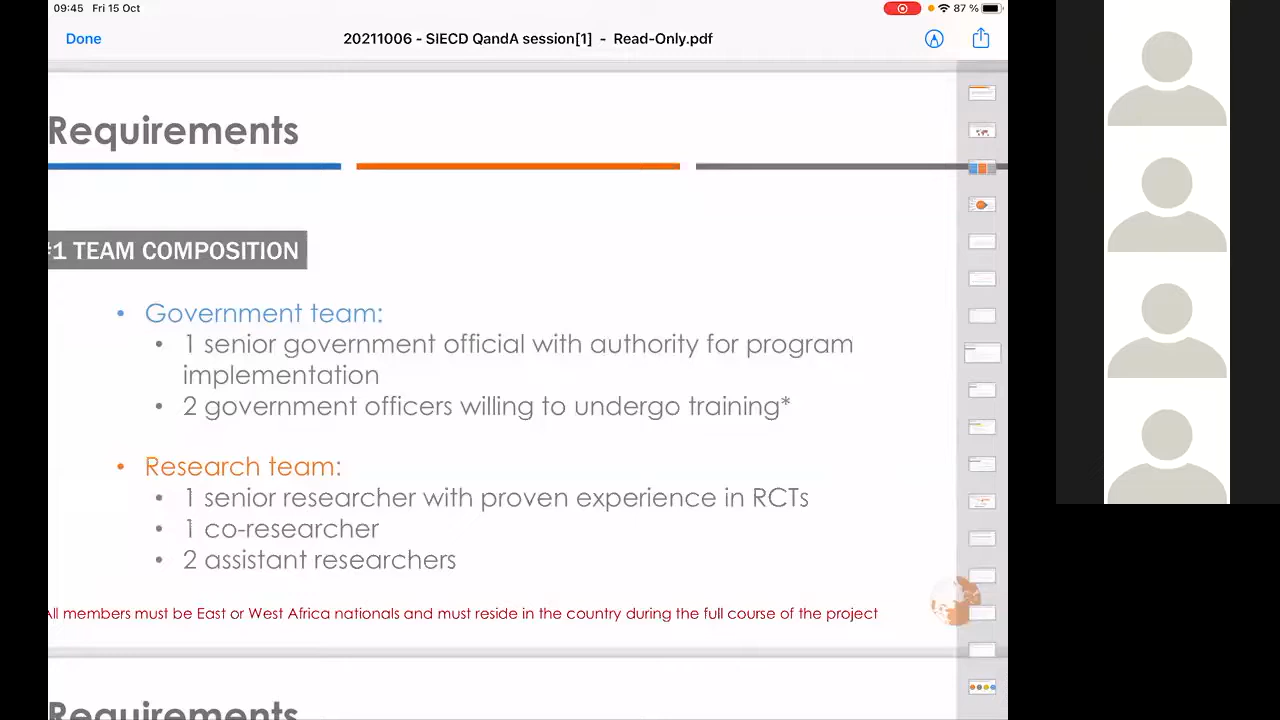 09:45 Fri 15 Oct
87 %
Done
20211006 - SIECD QandA session[1] - Read-Only.pdf
Requirements
#1 TEAM COMPOSITION
• Government team:
• 1 senior government official with authority for program
implementation
• 2 government officers willing to undergo training*
• Research team:
• 1 senior researcher with proven experience in RCTs
• 1 co-researcher
• 2 assistant researchers
All members must be East or West Africa nationals and must reside in the country during the full course of the project
Requirements